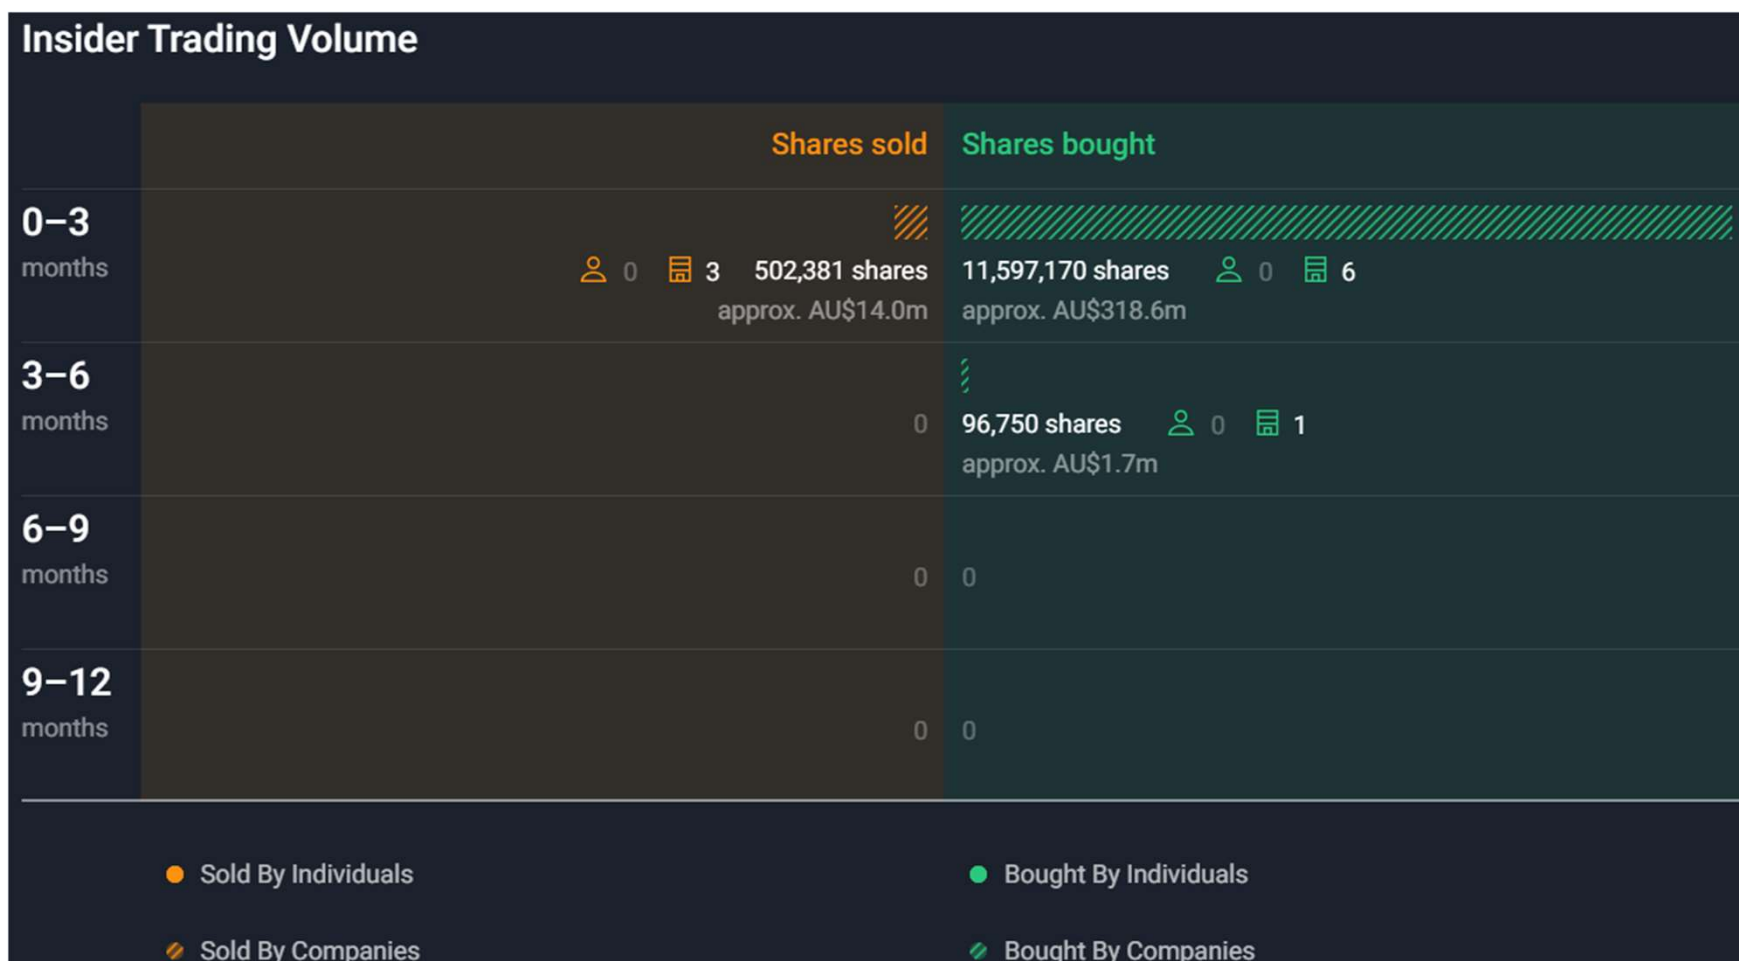 Insider Trading Volume
Shares sold Shares bought
0–3
months
0 3 502,381 shares 11,597,170 shares 0 6
approx. AU$14.0m approx. AU$318.6m
3–6
months
0 96,750 shares 0 1
approx. AU$1.7m
6–9
months
0 0
9–12
months
0 0
Sold By Individuals Bought By Individuals
Sold By Companies Bought By Companies